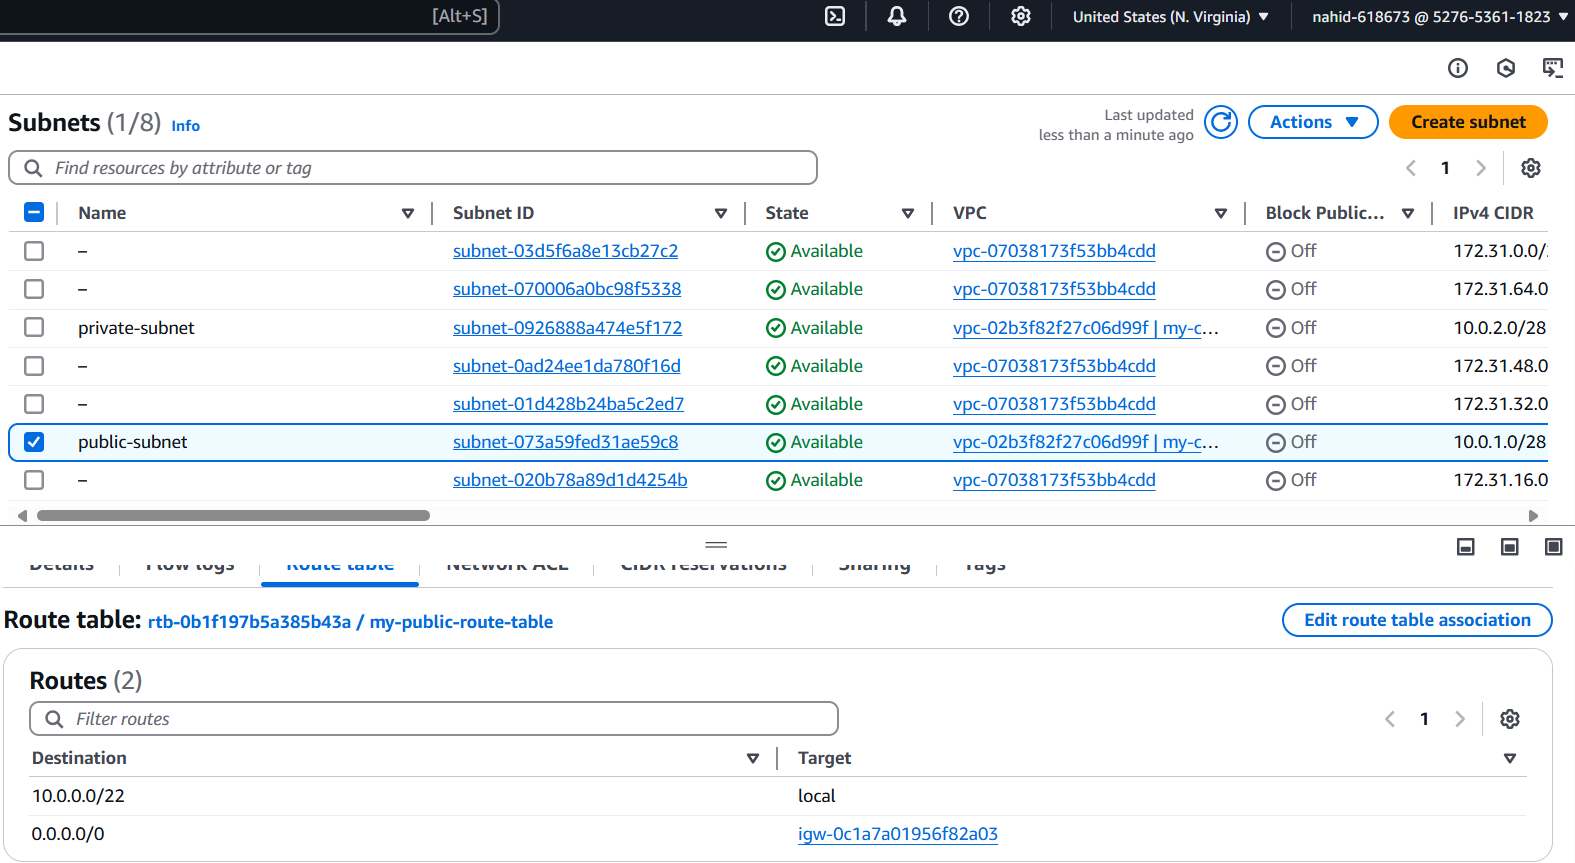 [Alt+S]
United States (N. Virginia)
nahid-618673 @ 5276-5361-1823
Subnets (1/8) Info
Last updated
less than a minute ago
Actions
Create subnet
Find resources by attribute or tag
1
Name Subnet ID State VPC Block Public... IPv4 CIDR
– subnet-03d5f6a8e13cb27c2 Available vpc-07038173f53bb4cdd Off 172.31.0.0/
– subnet-070006a0bc98f5338 Available vpc-07038173f53bb4cdd Off 172.31.64.0
private-subnet subnet-0926888a474e5f172 Available vpc-02b3f82f27c06d99f | my-c... Off 10.0.2.0/28
– subnet-0ad24ee1da780f16d Available vpc-07038173f53bb4cdd Off 172.31.48.0
– subnet-01d428b24ba5c2ed7 Available vpc-07038173f53bb4cdd Off 172.31.32.0
public-subnet subnet-073a59fed31ae59c8 Available vpc-02b3f82f27c06d99f | my-c... Off 10.0.1.0/28
– subnet-020b78a89d1d4254b Available vpc-07038173f53bb4cdd Off 172.31.16.0
Details Flow logs Route table Network ACL CIDR reservations Sharing Tags
Route table: rtb-0b1f197b5a385b43a / my-public-route-table
Edit route table association
Routes (2)
Filter routes
1
Destination Target
10.0.0.0/22 local
0.0.0.0/0 igw-0c1a7a01956f82a03